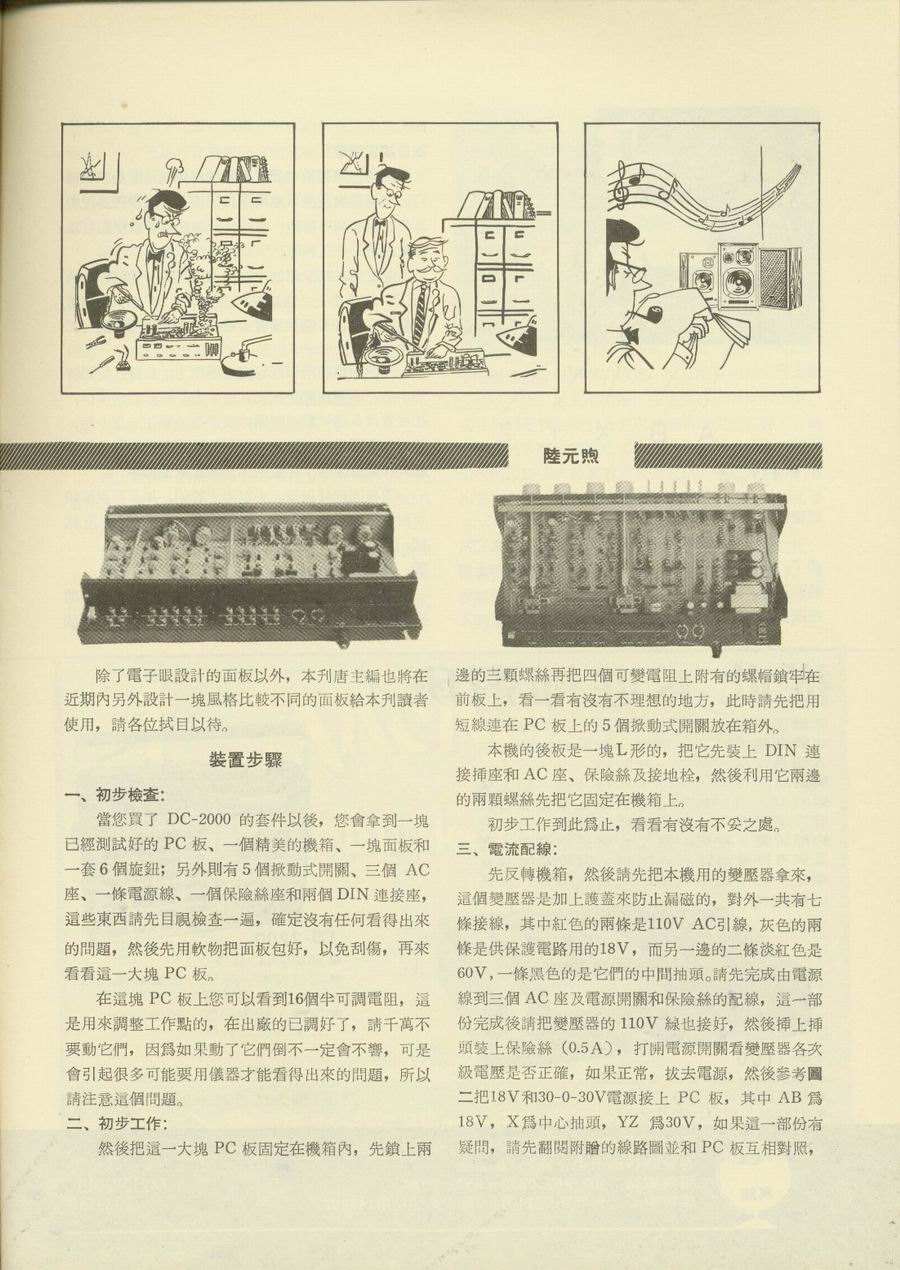 陸元煦
除了電子眼設計的面板以外，本刋唐主編也將在
近期內另外設計一塊風格比較不同的面板給本刋讀者
使用，請各位拭目以待。
裝置步驟
一、初步檢查：
當您買了 DC-2000 的套件以後，您會拿到一塊
已經測試好的 PC 板、一個精美的機箱、一塊面板和
一套 6 個旋鈕；另外則有 5 個掀動式開關、三個 AC
座、一條電源線、一個保險絲座和兩個 DIN 連接座，
這些東西請先目視檢查一遍，確定沒有任何看得出來
的問題，然後先用軟物把面板包好，以免刮傷，再來
看看這一大塊 PC 板。
在這塊 PC 板上您可以看到16個半可調電阻，這
是用來調整工作點的，在出廠的已調好了，請千萬不
要動它們，因爲如果動了它們倒不一定會不響，可是
會引起很多可能要用儀器才能看得出來的問題，所以
請注意這個問題。
二、初步工作：
然後把這一大塊 PC 板固定在機箱內，先鎖上兩
邊的三顆螺絲再把四個可變電阻上附有的螺帽鎖牢在
前板上，看一看有沒有不理想的地方，此時請先把用
短線連在 PC 板上的 5 個掀動式開關放在箱外。
本機的後板是一塊L形的，把它先裝上 DIN 連
接揷座和 AC 座、保險絲及接地栓，然後利用它兩邊
的兩顆螺絲先把它固定在機箱上。
初步工作到此爲止，看看有沒有不妥之處。
三、電流配線：
先反轉機箱，然後請先把本機用的變壓器拿來，
這個變壓器是加上護蓋來防止漏磁的，對外一共有七
條接線，其中紅色的兩條是110V AC引線，灰色的兩
條是供保護電路用的18V，而另一邊的二條淡紅色是
60V，一條黑色的是它們的中間抽頭。請先完成由電源
線到三個 AC 座及電源開關和保險絲的配線，這一部
份完成後請把變壓器的 110V 線也接好，然後揷上揷
頭裝上保險絲（0.5A），打開電源開關看變壓器各次
級電壓是否正確，如果正常，拔去電源，然後參考圖
二把18V和30-0-30V電源接上 PC 板，其中 AB 爲
18V，X爲中心抽頭，YZ 爲30V，如果這一部份有
疑問，請先翻閱附贈的線路圖並和 PC 板互相對照，